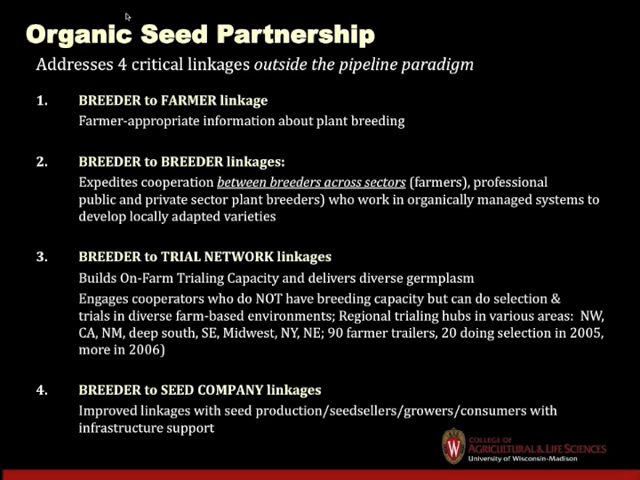 Organic Seed Partnership
Addresses 4 critical linkages outside the pipeline paradigm
1. BREEDER to FARMER linkage
Farmer-appropriate information about plant breeding
2. BREEDER to BREEDER linkages:
Expedites cooperation between breeders across sectors (farmers), professional
public and private sector plant breeders) who work in organically managed systems to
develop locally adapted varieties
3. BREEDER to TRIAL NETWORK linkages
Builds On-Farm Trialing Capacity and delivers diverse germplasm
Engages cooperators who do NOT have breeding capacity but can do selection &
trials in diverse farm-based environments; Regional trialing hubs in various areas: NW,
CA, NM, deep south, SE, Midwest, NY, NE; 90 farmer trailers, 20 doing selection in 2005,
more in 2006)
4. BREEDER to SEED COMPANY linkages
Improved linkages with seed production/seedsellers/growers/consumers with
infrastructure support
COLLEGE OF
AGRICULTURAL & LIFE SCIENCES
University of Wisconsin-Madison